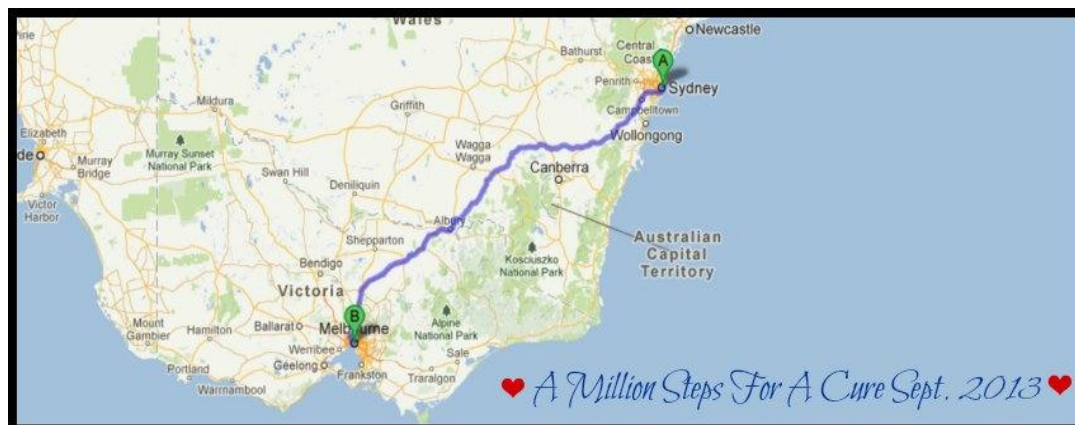 Wales
Newcastle
irie
Bathurst
Central
Coast
A
Penrith
Sydney
Mildura
Griffith
Campbelltown
Wollongong
Elizabeth
de
Murray
Bridge
Murray Sunset
National Park
Wagga
Wagga
Canberra
Swan Hill
Deniliquin
Victor
Harbor
Albury
Shepparton
Australian
Capital
Territory
Kosciuszko
National Park
Bendigo
Victoria
B
Mount
Gambier
Hamilton
Ballarat
Melbourne
Alpine
National Park
Werribee
Geelong
Sale
Portland
Frankston
Traralgon
Warrnambool
A Million Steps For A Cure Sept. 2013